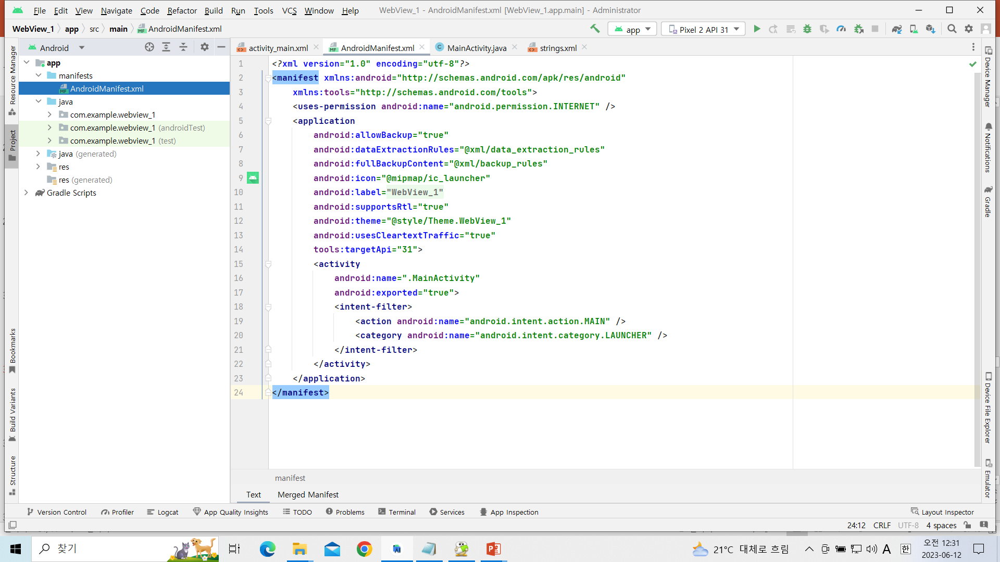 File Edit View Navigate Code Refactor Build Run Tools VCS Window Help WebView_1 - AndroidManifest.xml [WebView_1.app.main] - Administrator
WebView_1 app src main AndroidManifest.xml app Pixel 2 API 31
Android
activity_main.xml AndroidManifest.xml MainActivity.java strings.xml
Resource Manager
Project
Bookmarks
Build Variants
Structure
app
manifests
AndroidManifest.xml
java
com.example.webview_1
com.example.webview_1 (androidTest)
com.example.webview_1 (test)
java (generated)
res
res (generated)
Gradle Scripts
1 <?xml version="1.0" encoding="utf-8"?>
2 <manifest xmlns:android="http://schemas.android.com/apk/res/android"
3 xmlns:tools="http://schemas.android.com/tools">
4 <uses-permission android:name="android.permission.INTERNET" />
5 <application
6 android:allowBackup="true"
7 android:dataExtractionRules="@xml/data_extraction_rules"
8 android:fullBackupContent="@xml/backup_rules"
9 android:icon="@mipmap/ic_launcher"
10 android:label="WebView_1"
11 android:supportsRtl="true"
12 android:theme="@style/Theme.WebView_1"
13 android:usesCleartextTraffic="true"
14 tools:targetApi="31">
15 <activity
16 android:name=".MainActivity"
17 android:exported="true">
18 <intent-filter>
19 <action android:name="android.intent.action.MAIN" />
20 <category android:name="android.intent.category.LAUNCHER" />
21 </intent-filter>
22 </activity>
23 </application>
24 </manifest>
manifest
Text Merged Manifest
Device Manager
Notifications
Gradle
Device File Explorer
Emulator
Version Control Profiler Logcat App Quality Insights TODO Problems Terminal Services App Inspection Layout Inspector
24:12 CRLF UTF-8 4 spaces
찾기 21°C 대체로 흐림 A 한 오전 12:31
2023-06-12